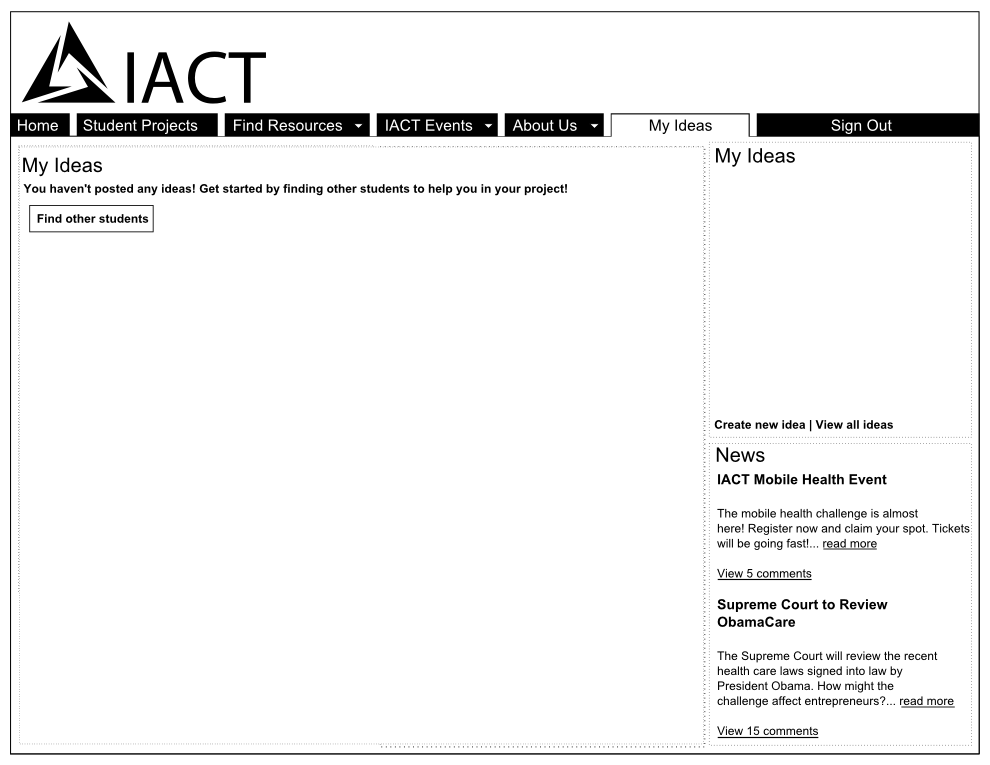 IACT
Home
Student Projects
Find Resources
IACT Events
About Us
My Ideas
Sign Out
My Ideas
You haven't posted any ideas! Get started by finding other students to help you in your project!
Find other students
My Ideas
Create new idea | View all ideas
News
IACT Mobile Health Event
The mobile health challenge is almost
here! Register now and claim your spot. Tickets
will be going fast!... read more
View 5 comments
Supreme Court to Review
ObamaCare
The Supreme Court will review the recent
health care laws signed into law by
President Obama. How might the
challenge affect entrepreneurs?... read more
View 15 comments